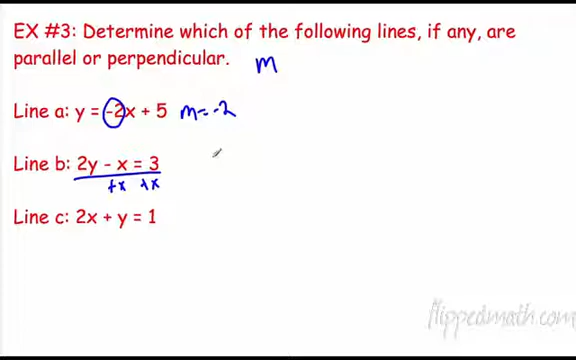 EX #3: Determine which of the following lines, if any, are
parallel or perpendicular.
m
Line a: y = -2x + 5 m=-2
Line b: 2y - x = 3
+x +x
Line c: 2x + y = 1
flippedmath.com